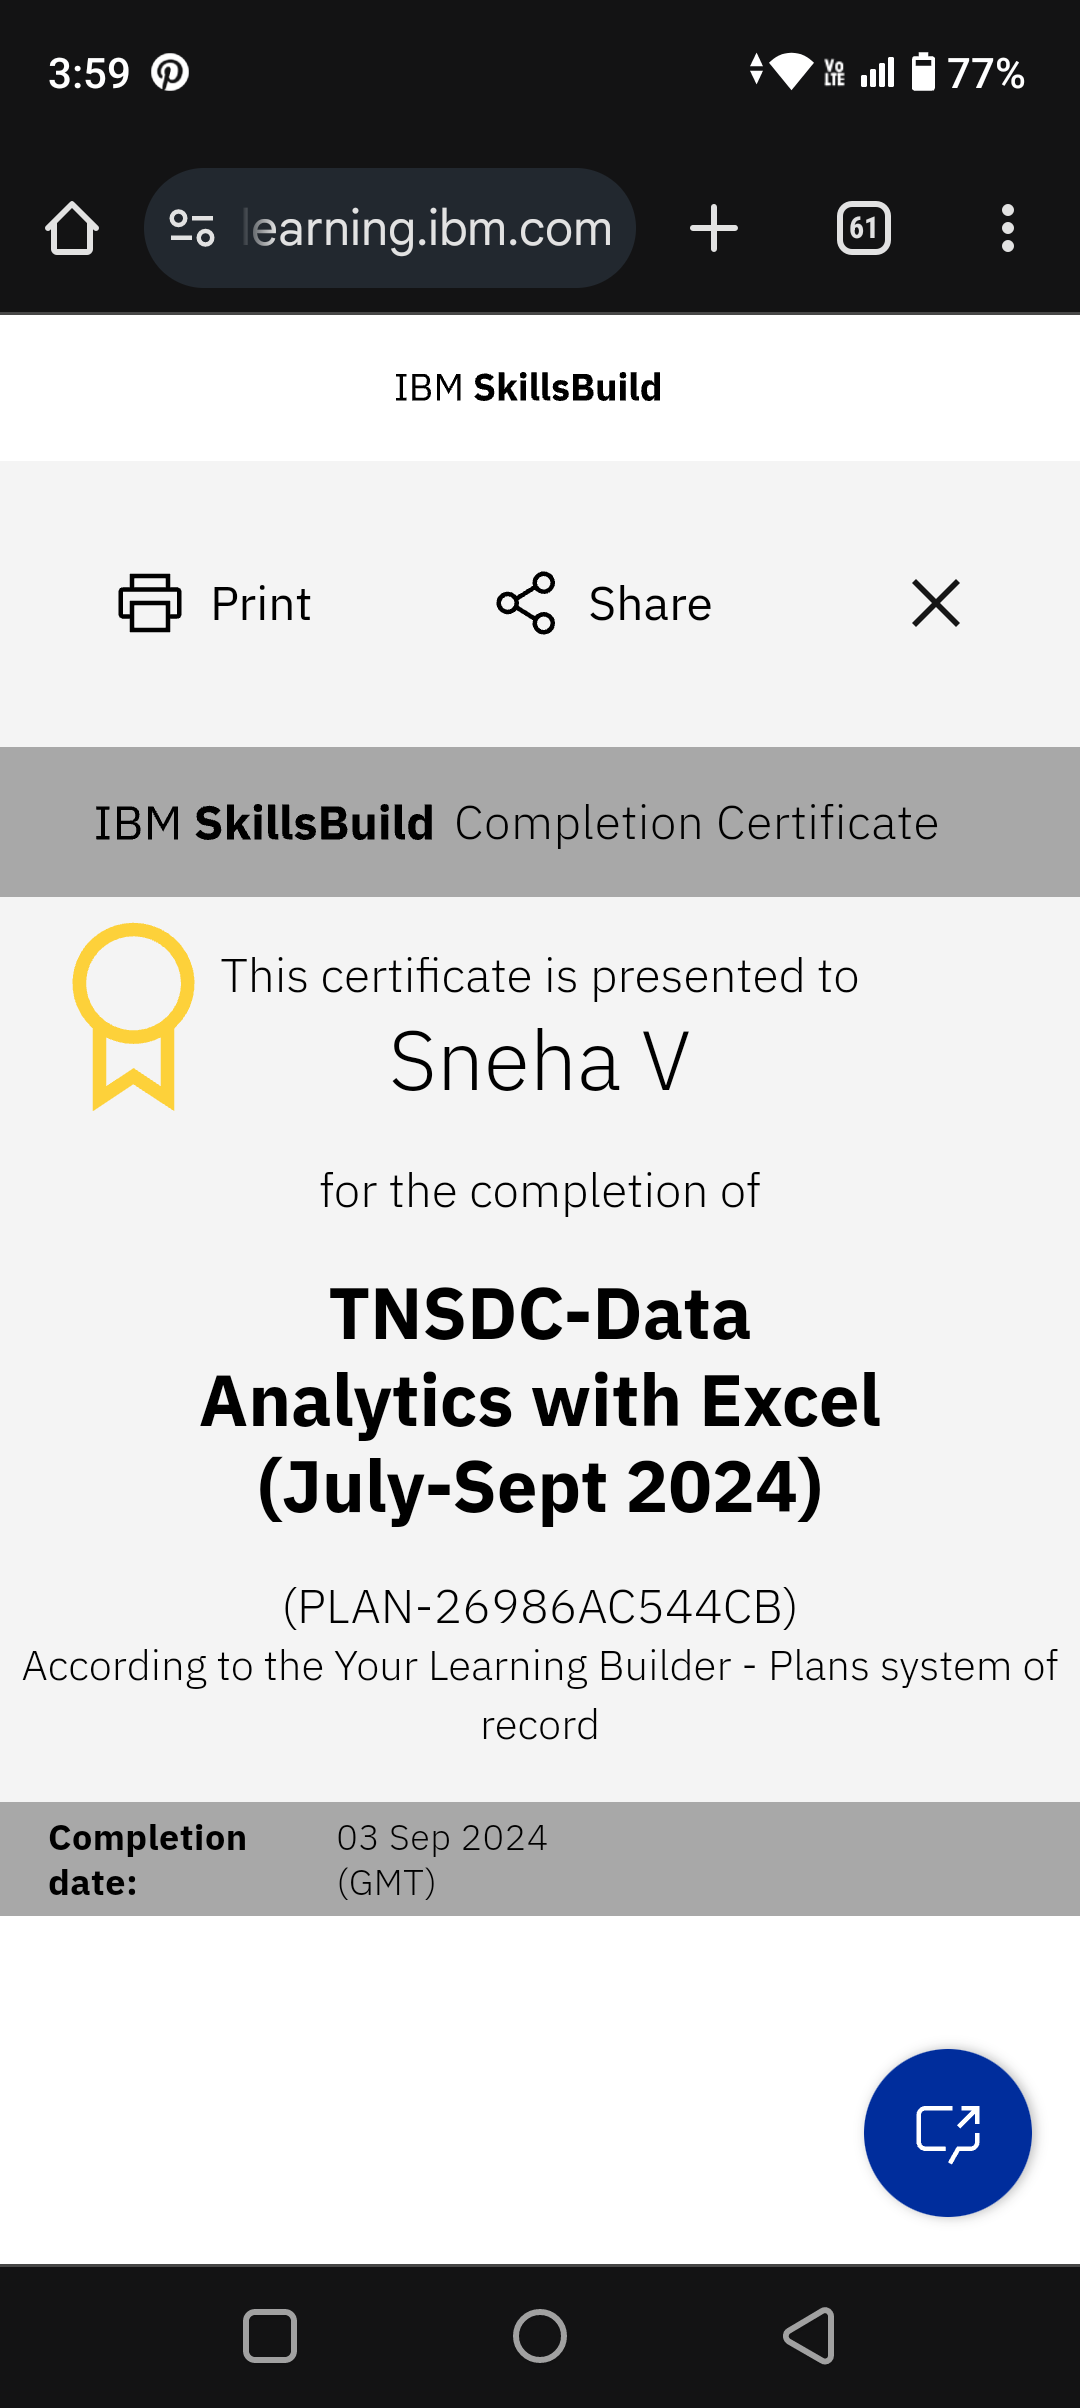 3:59
Vo
LTE
77%
learning.ibm.com
61
IBM SkillsBuild
Print
Share
IBM SkillsBuild Completion Certificate
This certificate is presented to
Sneha V
for the completion of
TNSDC-Data
Analytics with Excel
(July-Sept 2024)
(PLAN-26986AC544CB)
According to the Your Learning Builder - Plans system of
record
Completion
date:
03 Sep 2024
(GMT)